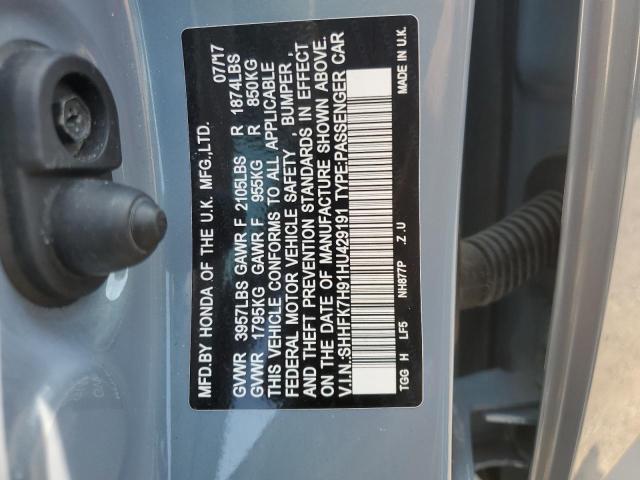 MFD.BY HONDA OF THE U.K. MFG.,LTD. 07/17
GVWR 3957LBS GAWR F 2105LBS R 1874LBS
GVWR 1795KG GAWR F 955KG R 850KG
THIS VEHICLE CONFORMS TO ALL APPLICABLE
FEDERAL MOTOR VEHICLE SAFETY , BUMPER ,
AND THEFT PREVENTION STANDARDS IN EFFECT
ON THE DATE OF MANUFACTURE SHOWN ABOVE.
V.I.N.:SHHFK7H91HU429191 TYPE:PASSENGER CAR
TGG H LF5 NH877P .Z .U MADE IN U.K.